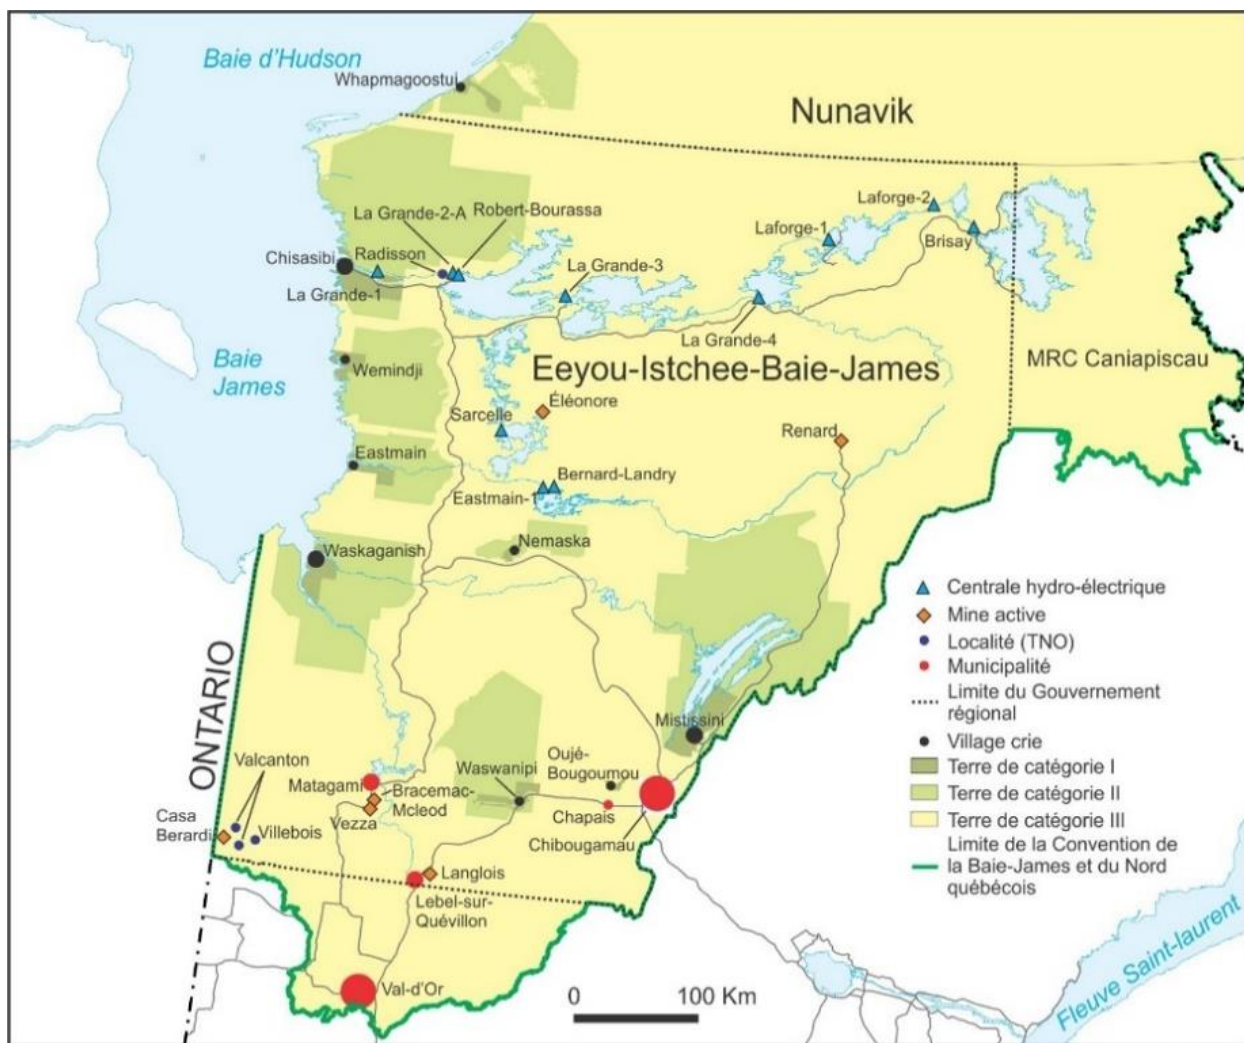 Baie d'Hudson
Whapmagoostui
Nunavik
Laforge-2
La Grande-2-A
Robert-Bourassa
Laforge-1
Brisay
Radisson
Chisasibi
La Grande-3
La Grande-1
La Grande-4
Baie
James
Wemindji
Eeyou-Istchee-Baie-James
MRC Caniapiscau
Éléonore
Sarcelle
Renard
Eastmain
Bernard-Landry
Eastmain-1
Nemaska
Waskaganish
ONTARIO
Mistissini
Oujé-
Bougoumou
Waswanipi
Valcanton
Matagami
Bracemac-
Mcleod
Vezza
Casa
Berardi
Villebois
Chapais
Chibougamau
Langlois
Lebel-sur-
Quévillon
Val-d'Or
Centrale hydro-électrique
Mine active
Localité (TNO)
Municipalité
Limite du Gouvernement
régional
Village crie
Terre de catégorie I
Terre de catégorie II
Terre de catégorie III
Limite de la Convention de
la Baie-James et du Nord
québécois
0 100 Km
Fleuve Saint-laurent